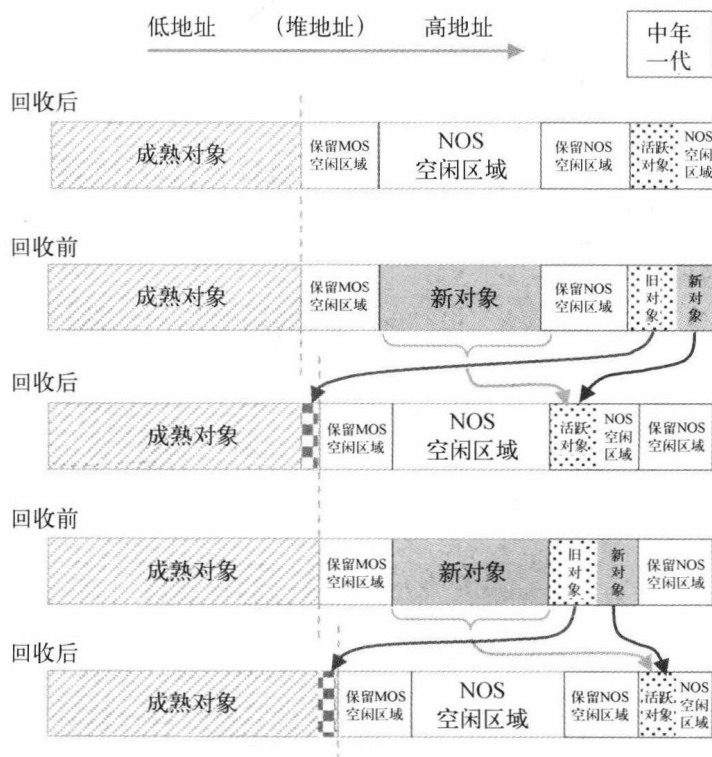 低地址 （堆地址） 高地址
中年
一代
回收后
成熟对象
保留MOS
空闲区域
NOS
空闲区域
保留NOS
空闲区域
活跃
对象
NOS
空闲
区域
回收前
成熟对象
保留MOS
空闲区域
新对象
保留NOS
空闲区域
旧
对
象
新
对
象
回收后
成熟对象
保留MOS
空闲区域
NOS
空闲区域
活跃
对象
NOS
空闲
区域
保留NOS
空闲区域
回收前
成熟对象
保留MOS
空闲区域
新对象
旧
对
象
新
对
象
保留NOS
空闲区域
回收后
成熟对象
保留MOS
空闲区域
NOS
空闲区域
保留NOS
空闲区域
活跃
对象
NOS
空闲
区域